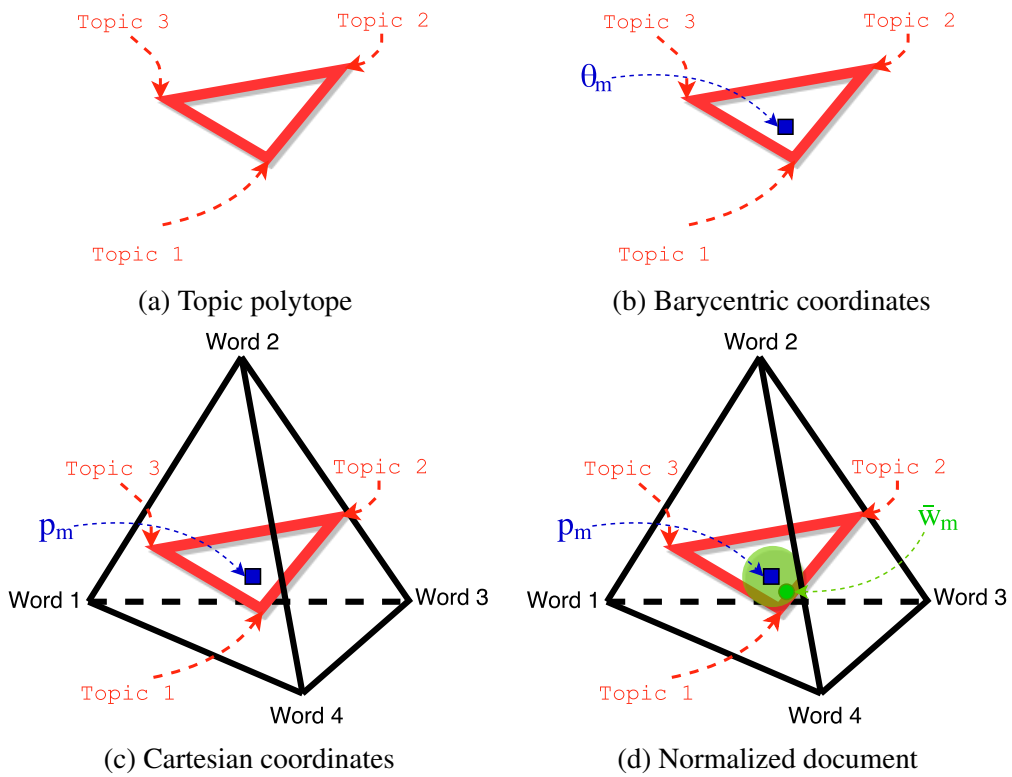 Topic 3
Topic 2
Topic 1
(a) Topic polytope
Topic 3
Topic 2
θm
Topic 1
(b) Barycentric coordinates
Word 2
Topic 3
Topic 2
pm
Word 1
Word 3
Topic 1
Word 4
(c) Cartesian coordinates
Word 2
Topic 3
Topic 2
pm
w̄m
Word 1
Word 3
Topic 1
Word 4
(d) Normalized document